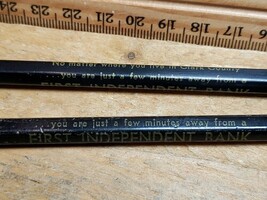 23 22 21 20 19 18 17 16 15
No matter where you live in Clark County
...you are just a few minutes away from a
FIRST INDEPENDENT BANK
...you are just a few minutes away from a
FIRST INDEPENDENT BANK